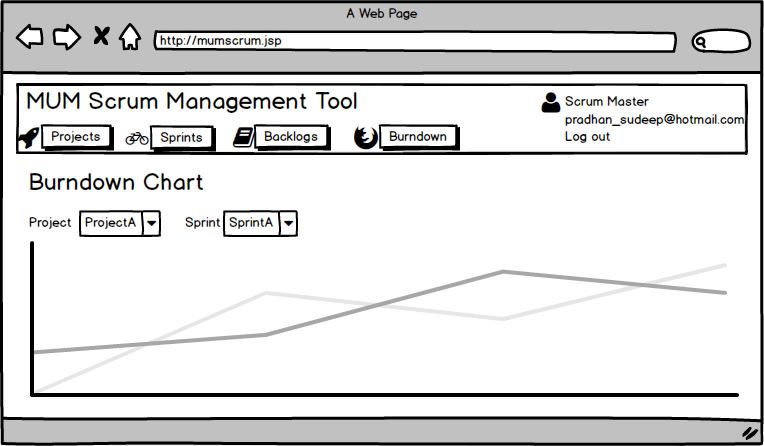 A Web Page
http://mumscrum.jsp
MUM Scrum Management Tool
Scrum Master
pradhan_sudeep@hotmail.com
Log out
Projects
Sprints
Backlogs
Burndown
Burndown Chart
Project ProjectA Sprint SprintA